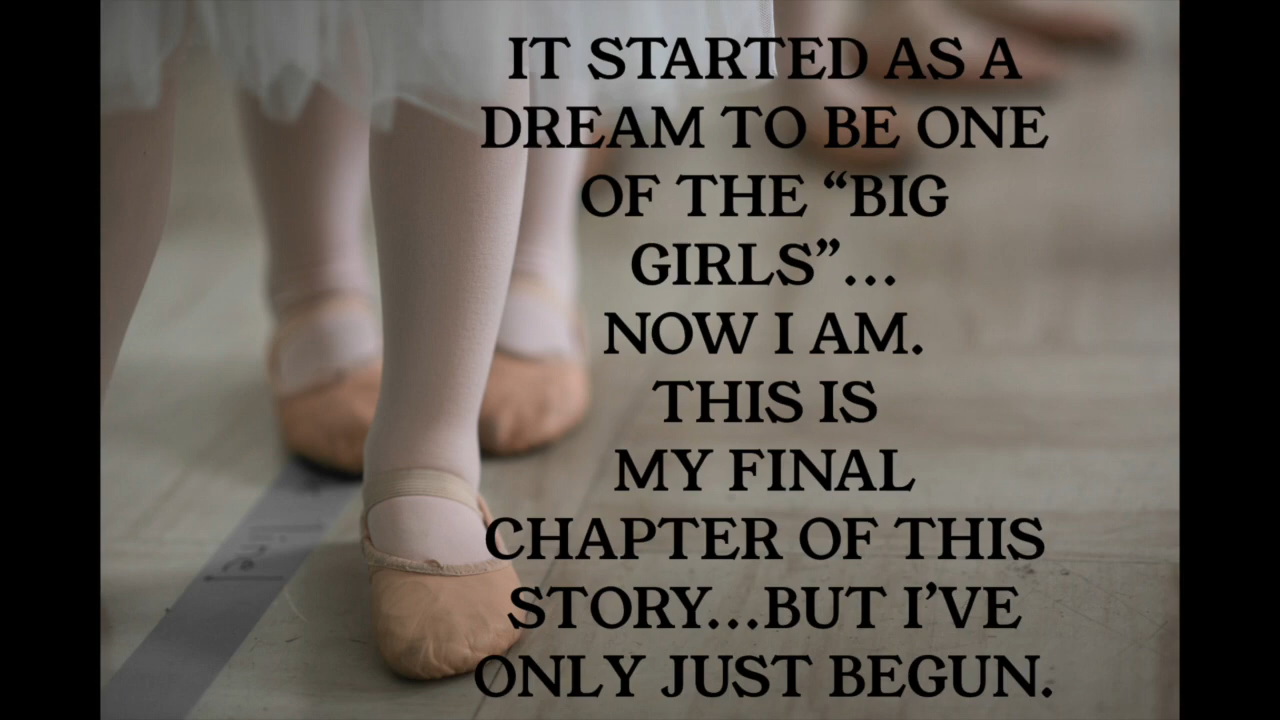 IT STARTED AS A
DREAM TO BE ONE
OF THE “BIG
GIRLS”...
NOW I AM.
THIS IS
MY FINAL
CHAPTER OF THIS
STORY...BUT I’VE
ONLY JUST BEGUN.